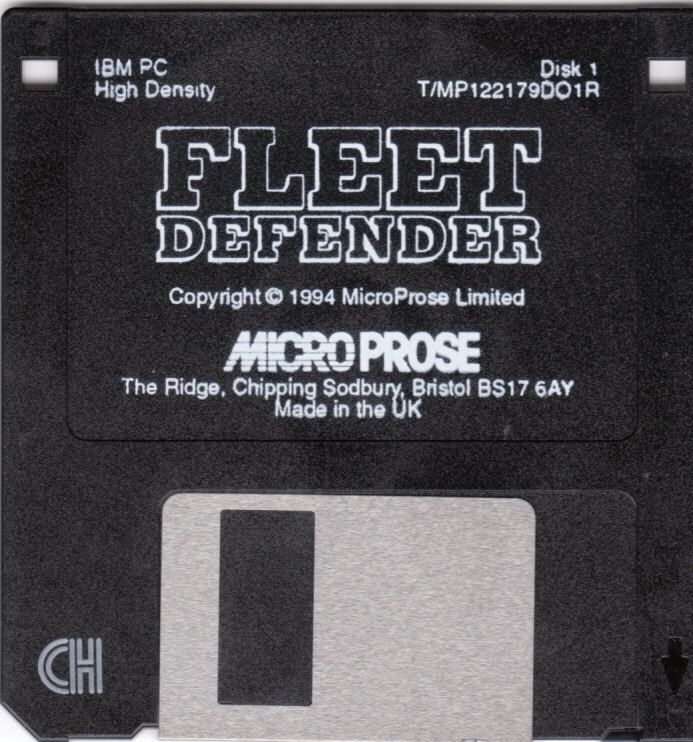 IBM PC
High Density
Disk 1
T/MP122179DO1R
FLEET
DEFENDER
Copyright © 1994 MicroProse Limited
MICROPROSE
The Ridge, Chipping Sodbury, Bristol BS17 6AY
Made in the UK
CH